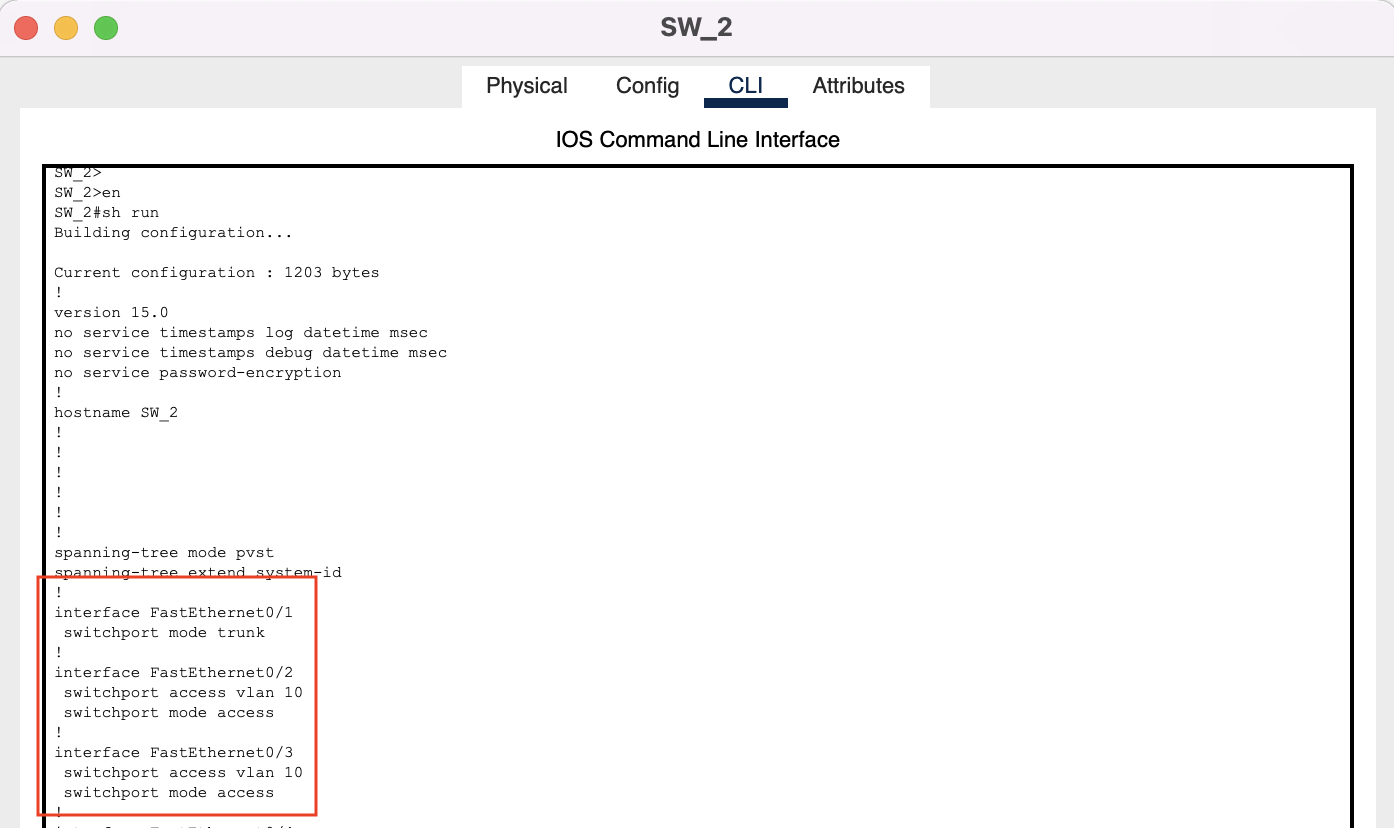 SW_2
Physical Config CLI Attributes
IOS Command Line Interface
SW_2>
SW_2>en
SW_2#sh run
Building configuration...
Current configuration : 1203 bytes
!
version 15.0
no service timestamps log datetime msec
no service timestamps debug datetime msec
no service password-encryption
!
hostname SW_2
!
!
!
!
!
!
spanning-tree mode pvst
spanning-tree extend system-id
!
interface FastEthernet0/1
 switchport mode trunk
!
interface FastEthernet0/2
 switchport access vlan 10
 switchport mode access
!
interface FastEthernet0/3
 switchport access vlan 10
 switchport mode access
!